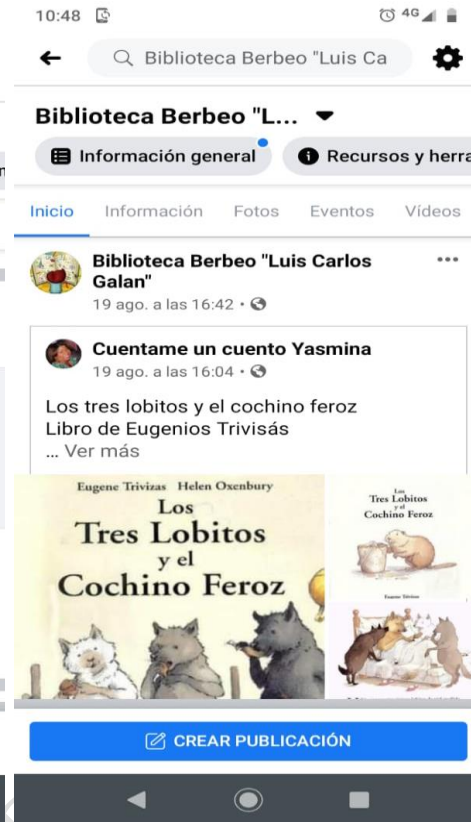 10:48
4G
Biblioteca Berbeo "Luis Ca
Biblioteca Berbeo "L...
Información general
Recursos y herra
Inicio Información Fotos Eventos Vídeos
Biblioteca Berbeo "Luis Carlos
Galan"
19 ago. a las 16:42
Cuentame un cuento Yasmina
19 ago. a las 16:04
Los tres lobitos y el cochino feroz
Libro de Eugenios Trivisás
... Ver más
Eugene Trivizas Helen Oxenbury
Los
Tres Lobitos
y el
Cochino Feroz
Los
Tres Lobitos
y el
Cochino Feroz
CREAR PUBLICACIÓN